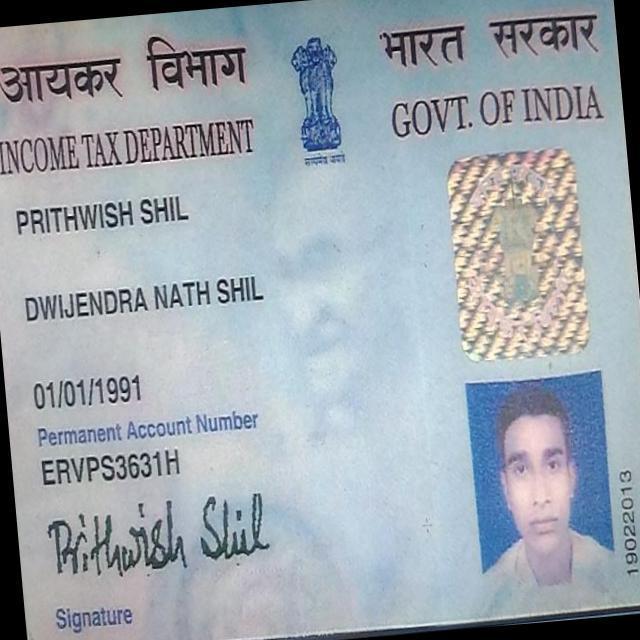 आयकर विभाग
भारत सरकार
INCOME TAX DEPARTMENT
GOVT. OF INDIA
सत्यमेव जयते
PRITHWISH SHIL
DWIJENDRA NATH SHIL
01/01/1991
Permanent Account Number
ERVPS3631H
Prithwish Shil
Signature
19022013